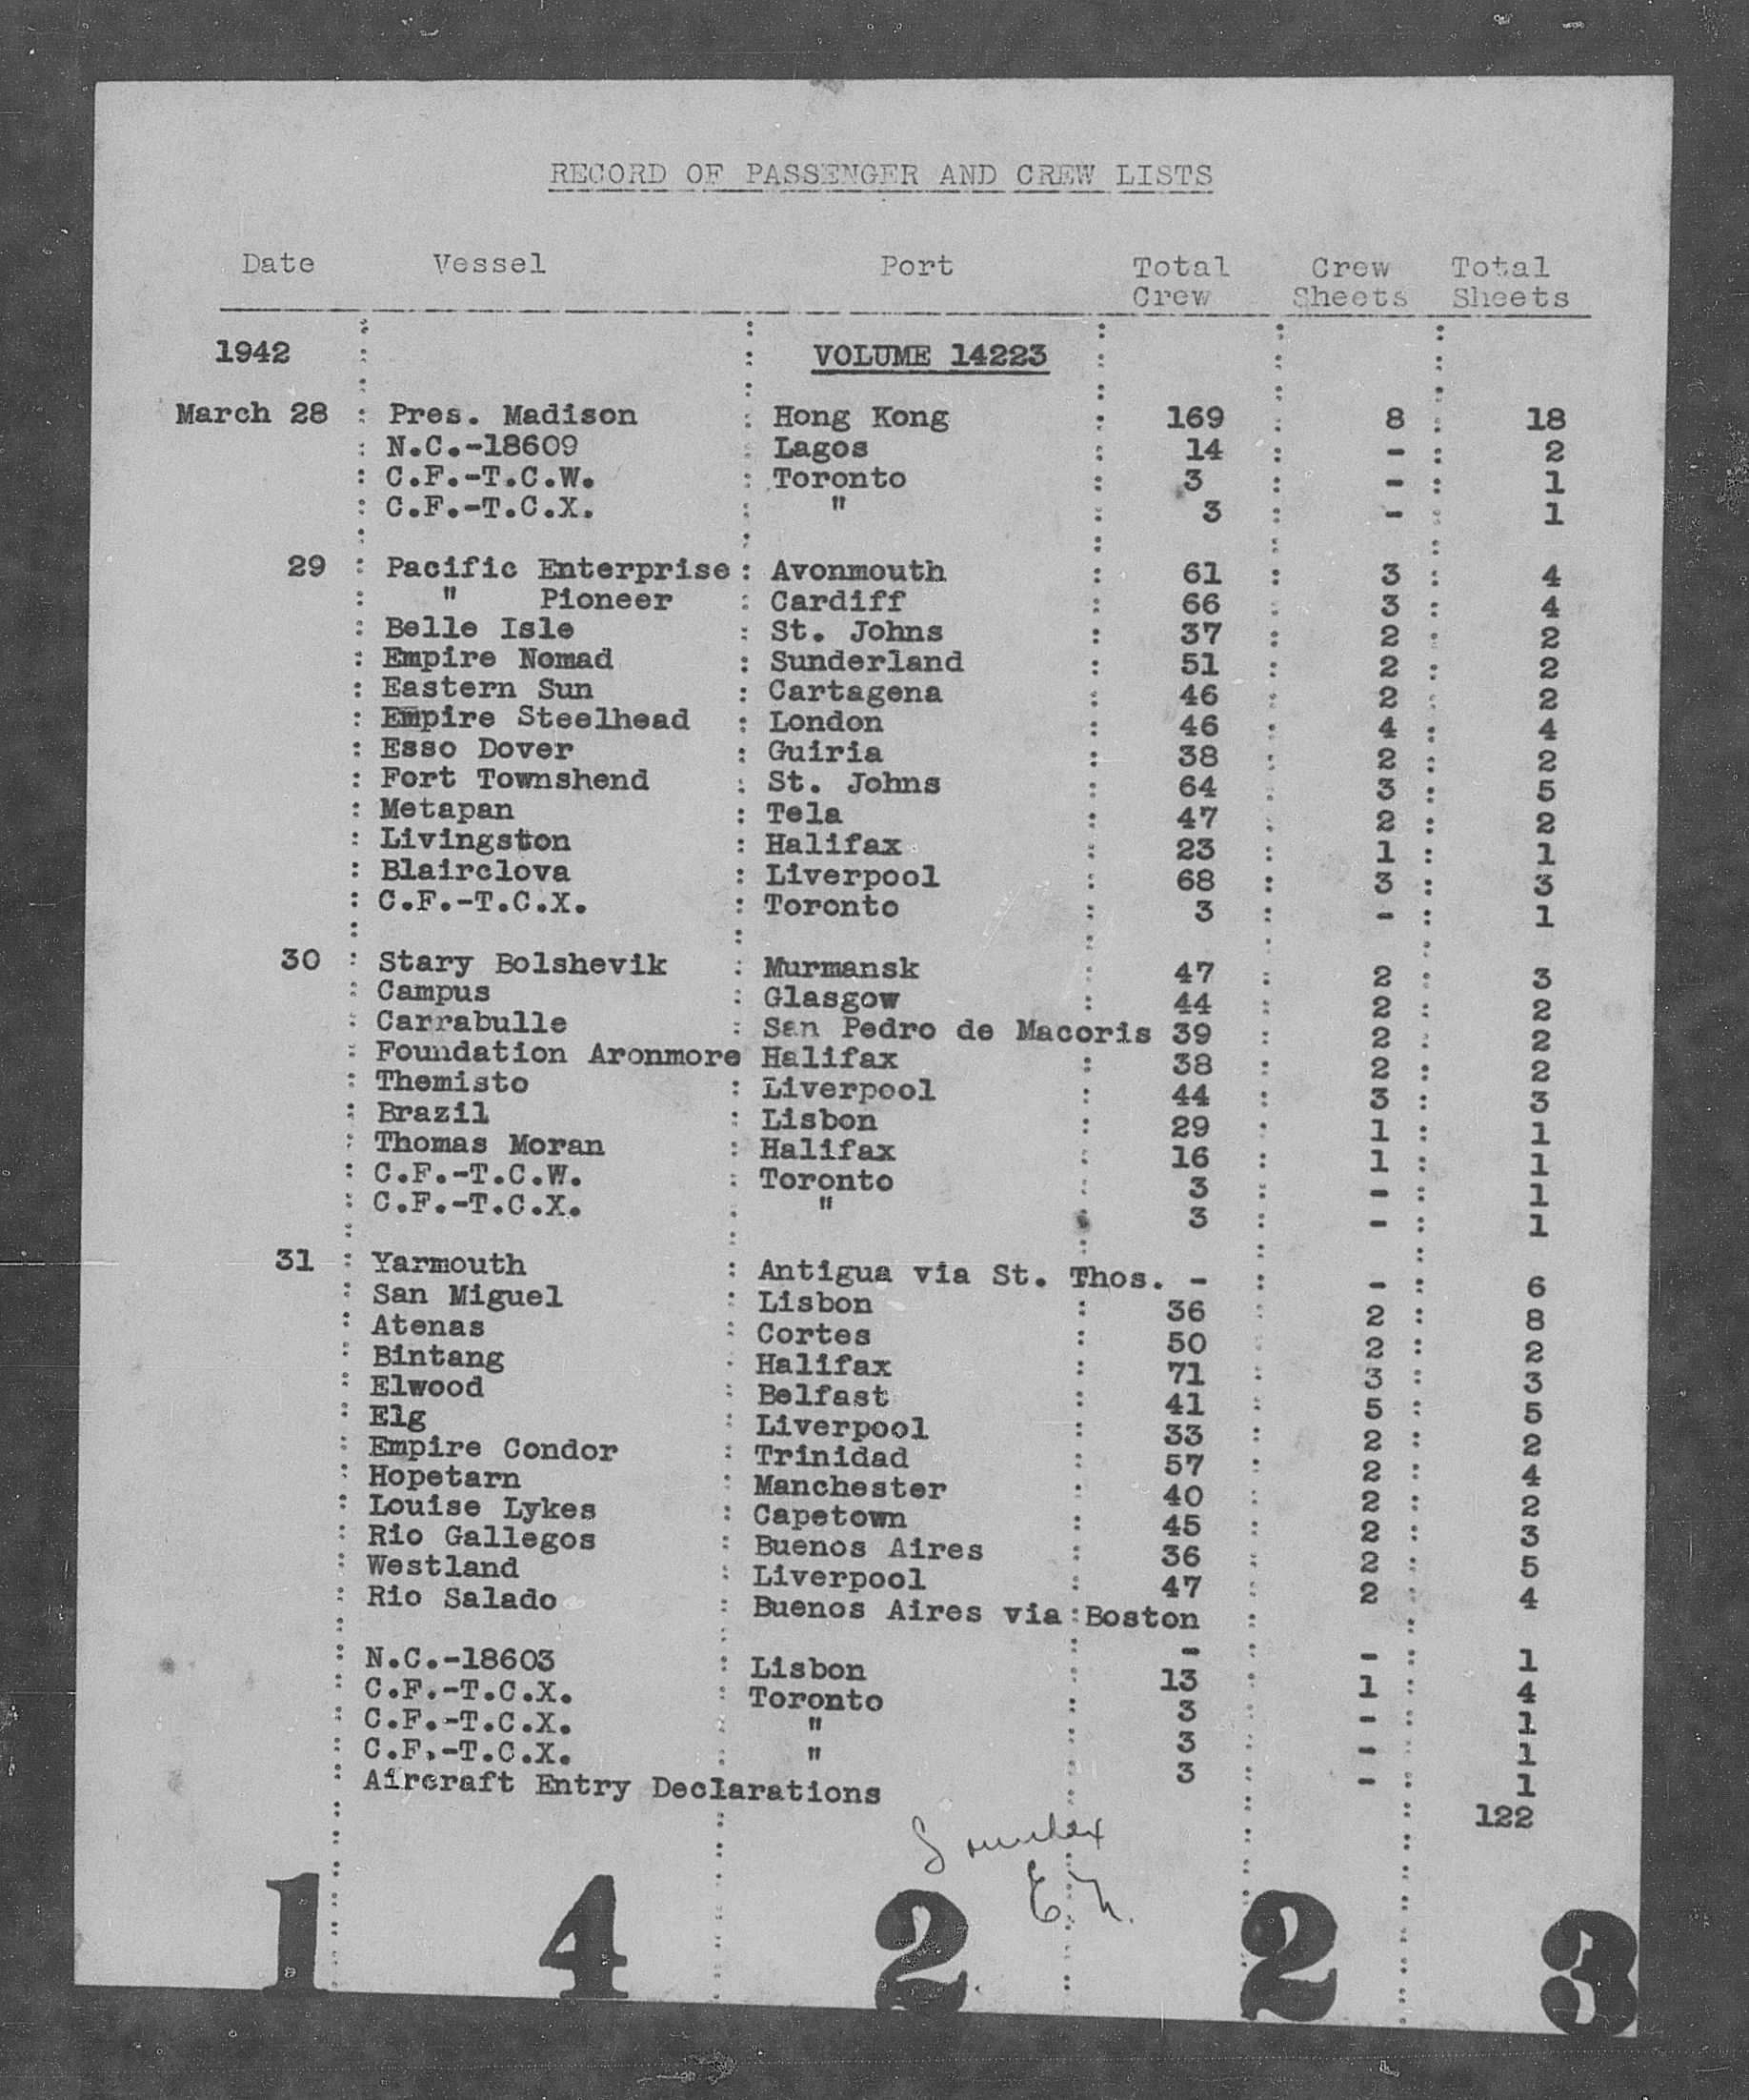 RECORD OF PASSENGER AND CREW LISTS
Date Vessel Port Total Crew Crew Sheets Total Sheets
1942 VOLUME 14223
March 28 : Pres. Madison : Hong Kong : 169 : 8 : 18
: N.C.-18609 : Lagos : 14 : - : 2
: C.F.-T.C.W. : Toronto : 3 : - : 1
: C.F.-T.C.X. : " : 3 : - : 1
29 : Pacific Enterprise : Avonmouth : 61 : 3 : 4
: " Pioneer : Cardiff : 66 : 3 : 4
: Belle Isle : St. Johns : 37 : 2 : 2
: Empire Nomad : Sunderland : 51 : 2 : 2
: Eastern Sun : Cartagena : 46 : 2 : 2
: Empire Steelhead : London : 46 : 4 : 4
: Esso Dover : Guiria : 38 : 2 : 2
: Fort Townshend : St. Johns : 64 : 3 : 5
: Metapan : Tela : 47 : 2 : 2
: Livingston : Halifax : 23 : 1 : 1
: Blairclova : Liverpool : 68 : 3 : 3
: C.F.-T.C.X. : Toronto : 3 : - : 1
30 : Stary Bolshevik : Murmansk : 47 : 2 : 3
: Campus : Glasgow : 44 : 2 : 2
: Carrabulle : San Pedro de Macoris 39 : 2 : 2
: Foundation Aronmore Halifax : 38 : 2 : 2
: Themisto : Liverpool : 44 : 3 : 3
: Brazil : Lisbon : 29 : 1 : 1
: Thomas Moran : Halifax : 16 : 1 : 1
: C.F.-T.C.W. : Toronto : 3 : - : 1
: C.F.-T.C.X. : " : 3 : - : 1
31 : Yarmouth : Antigua via St. Thos. - : - : 6
: San Miguel : Lisbon : 36 : 2 : 8
: Atenas : Cortes : 50 : 2 : 2
: Bintang : Halifax : 71 : 3 : 3
: Elwood : Belfast : 41 : 5 : 5
: Elg : Liverpool : 33 : 2 : 2
: Empire Condor : Trinidad : 57 : 2 : 4
: Hopetarn : Manchester : 40 : 2 : 2
: Louise Lykes : Capetown : 45 : 2 : 3
: Rio Gallegos : Buenos Aires : 36 : 2 : 5
: Westland : Liverpool : 47 : 2 : 4
: Rio Salado : Buenos Aires via : Boston
- : - : 1
: N.C.-18603 : Lisbon : 13 : 1 : 4
: C.F.-T.C.X. : Toronto : 3 : - : 1
: C.F.-T.C.X. : " : 3 : - : 1
: C.F.-T.C.X. : " : 3 : - : 1
: Aircraft Entry Declarations
122
E.N.
1 4 2 2 3